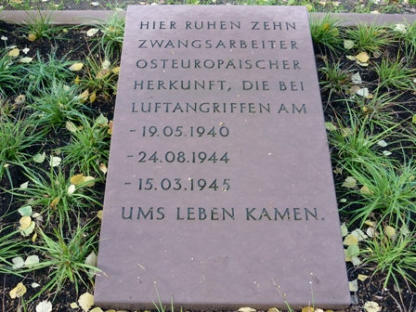 HIER RUHEN ZEHN
ZWANGSARBEITER
OSTEUROPÄISCHER
HERKUNFT, DIE BEI
LUFTANGRIFFEN AM
- 19.05.1940
- 24.08.1944
- 15.03.1945
UMS LEBEN KAMEN.